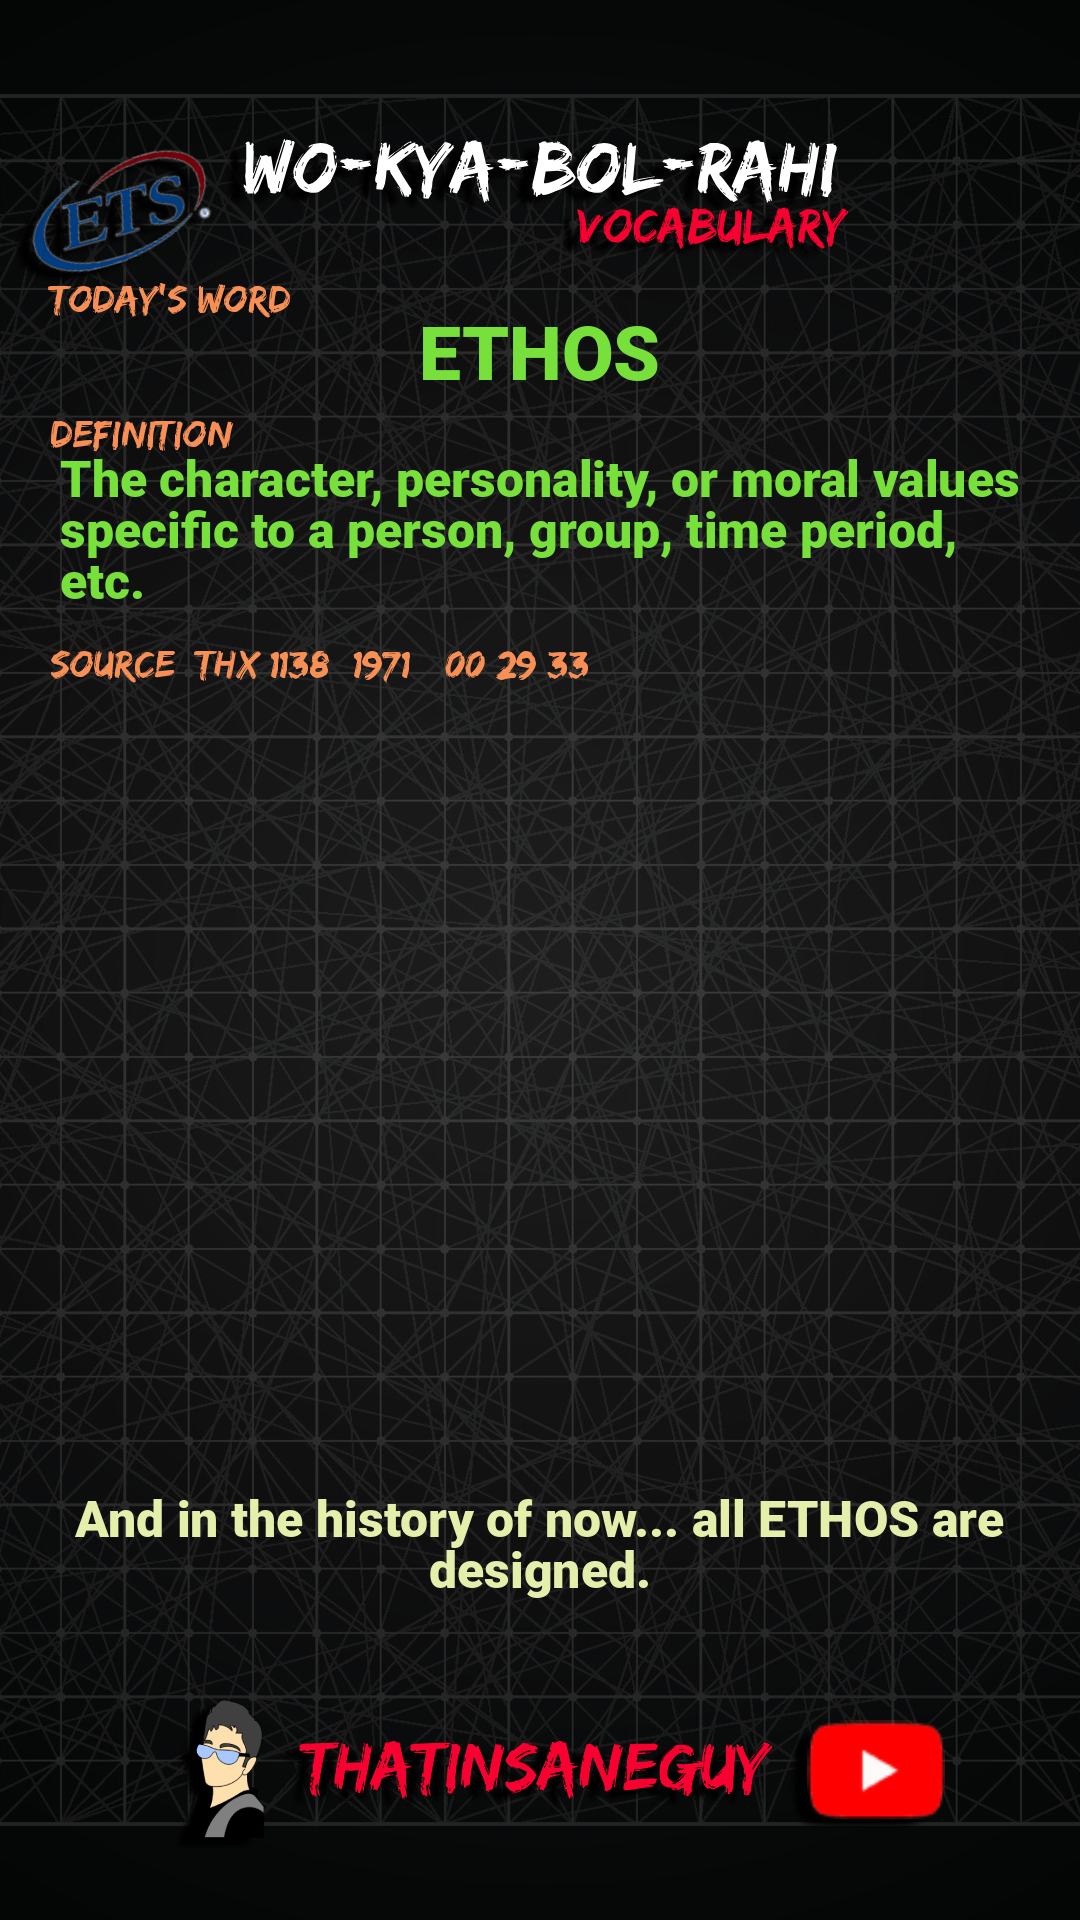 ETS
WO-KYA-BOL-RAHI
VOCABULARY
TODAY'S WORD
ETHOS
DEFINITION
The character, personality, or moral values
specific to a person, group, time period,
etc.
SOURCE THX 1138 1971 00 29 33
And in the history of now... all ETHOS are
designed.
THATINSANEGUY